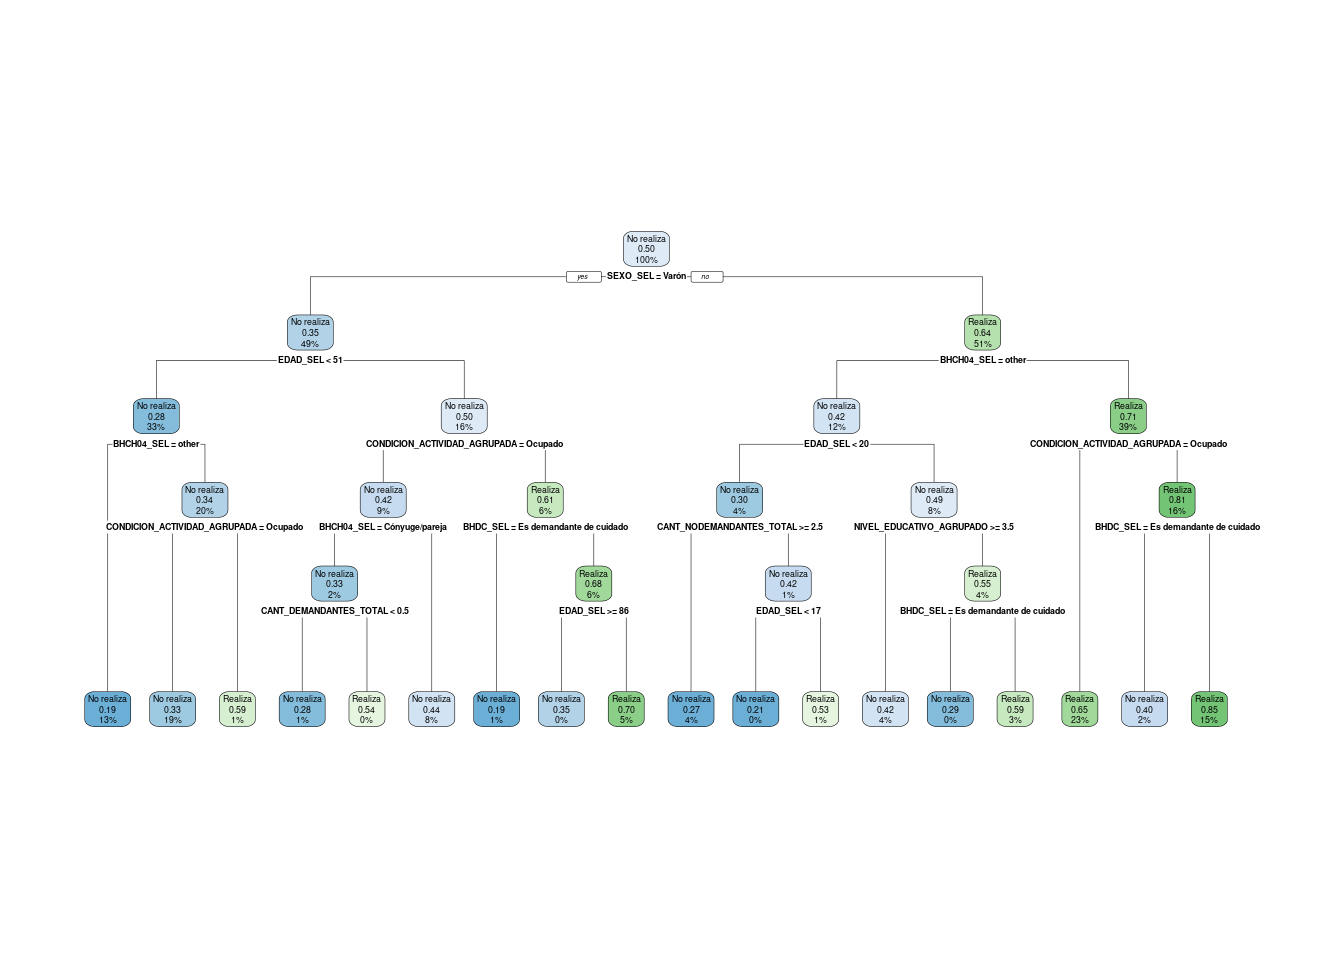 No realiza
0.50
100%
yes
SEXO_SEL = Varón
no
No realiza
0.35
49%
Realiza
0.64
51%
EDAD_SEL < 51
BHCH04_SEL = other
No realiza
0.28
33%
No realiza
0.50
16%
No realiza
0.42
12%
Realiza
0.71
39%
BHCH04_SEL = other
CONDICION_ACTIVIDAD_AGRUPADA = Ocupado
EDAD_SEL < 20
CONDICION_ACTIVIDAD_AGRUPADA = Ocupado
No realiza
0.34
20%
No realiza
0.42
9%
Realiza
0.61
6%
No realiza
0.30
4%
No realiza
0.49
8%
Realiza
0.81
16%
CONDICION_ACTIVIDAD_AGRUPADA = Ocupado
BHCH04_SEL = Cónyuge/pareja
BHDC_SEL = Es demandante de cuidado
CANT_NODEMANDANTES_TOTAL >= 2.5
NIVEL_EDUCATIVO_AGRUPADO >= 3.5
BHDC_SEL = Es demandante de cuidado
No realiza
0.33
2%
Realiza
0.68
6%
No realiza
0.42
1%
Realiza
0.55
4%
CANT_DEMANDANTES_TOTAL < 0.5
EDAD_SEL >= 86
EDAD_SEL < 17
BHDC_SEL = Es demandante de cuidado
No realiza
0.19
13%
No realiza
0.33
19%
Realiza
0.59
1%
No realiza
0.28
1%
Realiza
0.54
0%
No realiza
0.44
8%
No realiza
0.19
1%
No realiza
0.35
0%
Realiza
0.70
5%
No realiza
0.27
4%
No realiza
0.21
0%
Realiza
0.53
1%
No realiza
0.42
4%
No realiza
0.29
0%
Realiza
0.59
3%
Realiza
0.65
23%
No realiza
0.40
2%
Realiza
0.85
15%